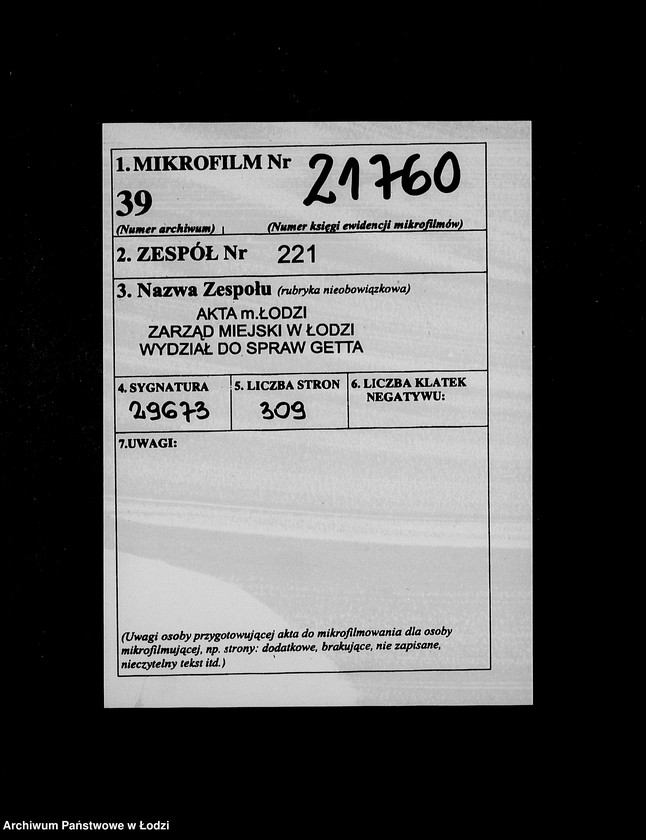 1. MIKROFILM Nr 21760
39
(Numer archiwum) (Numer księgi ewidencji mikrofilmów)
2. ZESPÓŁ Nr 221
3. Nazwa Zespołu (rubryka nieobowiązkowa)
AKTA m.ŁODZI
ZARZĄD MIEJSKI W ŁODZI
WYDZIAŁ DO SPRAW GETTA
4. SYGNATURA 5. LICZBA STRON 6. LICZBA KLATEK
NEGATYWU:
29673 309
7.UWAGI:
(Uwagi osoby przygotowującej akta do mikrofilmowania dla osoby
mikrofilmującej, np. strony: dodatkowe, brakujące, nie zapisane,
nieczytelny tekst itd.)
Archiwum Państwowe w Łodzi